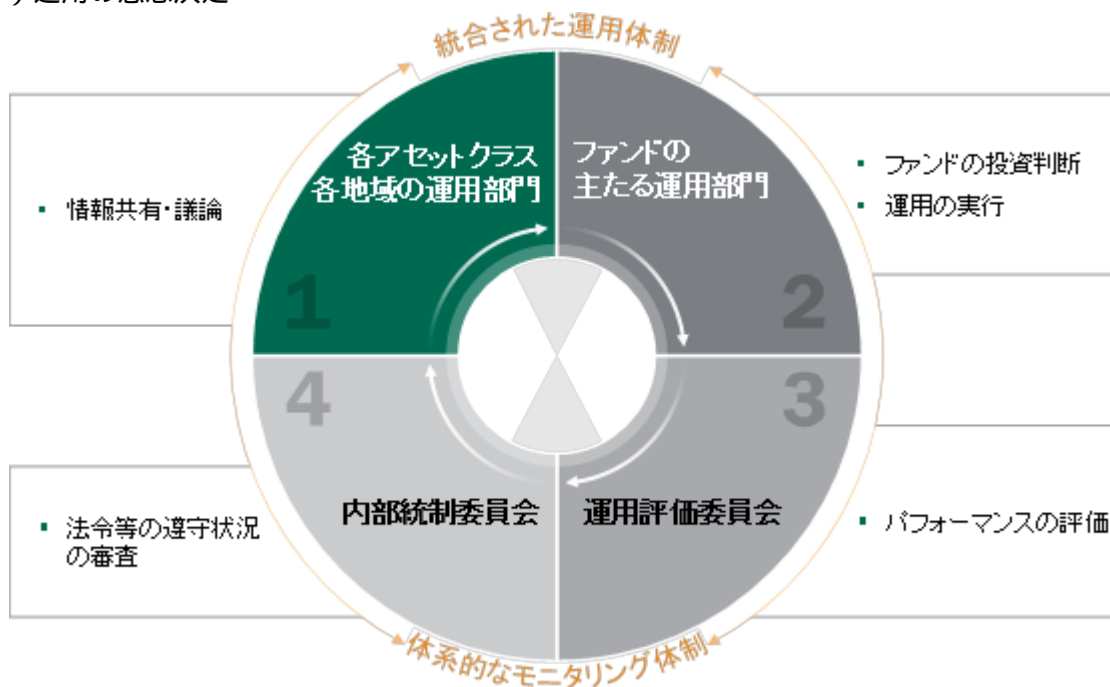 統合された運用体制
各アセットクラス
各地域の運用部門
1
ファンドの
主たる運用部門
2
・ 情報共有・議論
▪ ファンドの投資判断
▪ 運用の実行
4
内部統制委員会
3
運用評価委員会
▪ 法令等の遵守状況
の審査
▪ パフォーマンスの評価
体系的なモニタリング体制